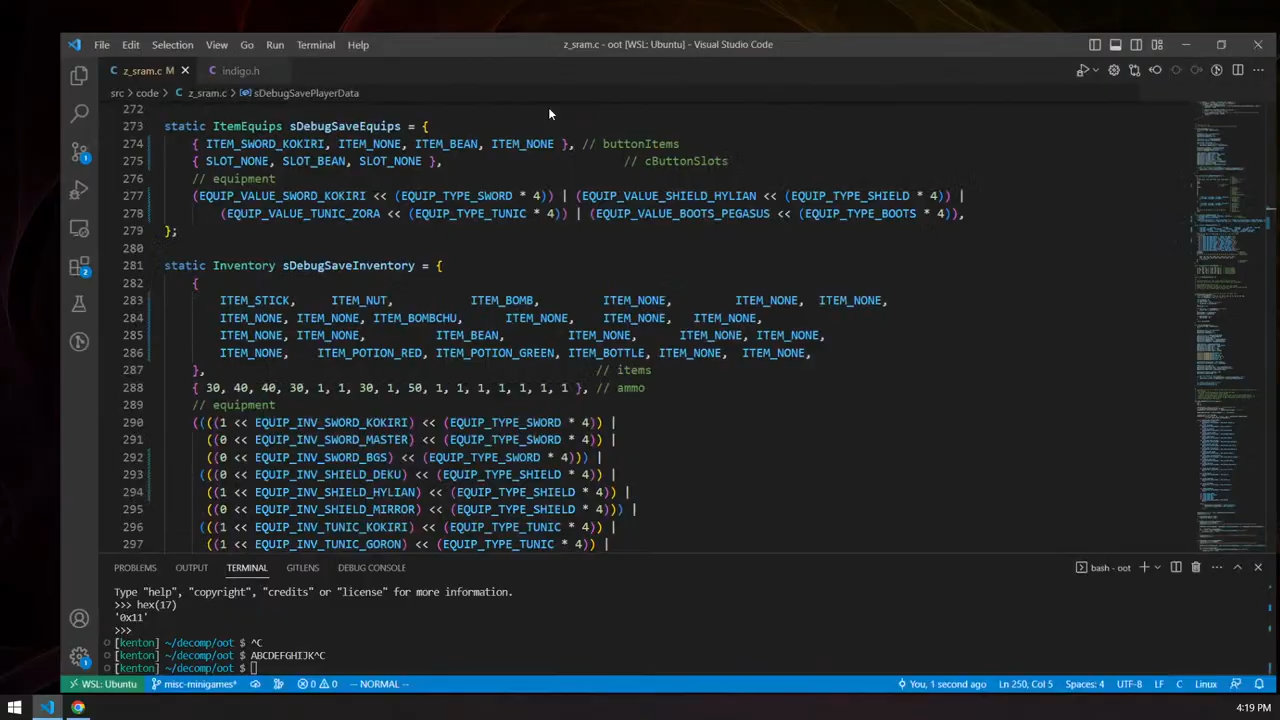 File Edit Selection View Go Run Terminal Help
z_sram.c - oot [WSL: Ubuntu] - Visual Studio Code
z_sram.c M
indigo.h
src > code > z_sram.c > sDebugSavePlayerData
272
273 static ItemEquips sDebugSaveEquips = {
274 { ITEM_SWORD_KOKIRI, ITEM_NONE, ITEM_BEAN, ITEM_NONE }, // buttonItems
275 { SLOT_NONE, SLOT_BEAN, SLOT_NONE }, // cButtonSlots
276 // equipment
277 (EQUIP_VALUE_SWORD_KOKIRI << (EQUIP_TYPE_SWORD * 4)) | (EQUIP_VALUE_SHIELD_HYLIAN << (EQUIP_TYPE_SHIELD * 4)) |
278 (EQUIP_VALUE_TUNIC_ZORA << (EQUIP_TYPE_TUNIC * 4)) | (EQUIP_VALUE_BOOTS_PEGASUS << (EQUIP_TYPE_BOOTS * 4)),
279 };
280
281 static Inventory sDebugSaveInventory = {
282 {
283 ITEM_STICK, ITEM_NUT, ITEM_BOMB, ITEM_NONE, ITEM_NONE, ITEM_NONE,
284 ITEM_NONE, ITEM_NONE, ITEM_BOMBCHU, ITEM_NONE, ITEM_NONE, ITEM_NONE,
285 ITEM_NONE, ITEM_NONE, ITEM_BEAN, ITEM_NONE, ITEM_NONE, ITEM_NONE,
286 ITEM_NONE, ITEM_POTION_RED, ITEM_POTION_GREEN, ITEM_BOTTLE, ITEM_NONE, ITEM_NONE,
287 }, // items
288 { 30, 40, 40, 30, 1, 1, 30, 1, 50, 1, 1, 1, 1, 1, 1, 1 }, // ammo
289 // equipment
290 ((((1 << EQUIP_INV_SWORD_KOKIRI) << (EQUIP_TYPE_SWORD * 4)) |
291 ((0 << EQUIP_INV_SWORD_MASTER) << (EQUIP_TYPE_SWORD * 4)) |
292 ((0 << EQUIP_INV_SWORD_BGS) << (EQUIP_TYPE_SWORD * 4))) |
293 (((0 << EQUIP_INV_SHIELD_DEKU) << (EQUIP_TYPE_SHIELD * 4)) |
294 ((1 << EQUIP_INV_SHIELD_HYLIAN) << (EQUIP_TYPE_SHIELD * 4)) |
295 ((0 << EQUIP_INV_SHIELD_MIRROR) << (EQUIP_TYPE_SHIELD * 4))) |
296 (((1 << EQUIP_INV_TUNIC_KOKIRI) << (EQUIP_TYPE_TUNIC * 4)) |
297 ((1 << EQUIP_INV_TUNIC_GORON) << (EQUIP_TYPE_TUNIC * 4)) |
PROBLEMS OUTPUT TERMINAL GITLENS DEBUG CONSOLE
bash - oot
Type "help", "copyright", "credits" or "license" for more information.
>>> hex(17)
'0x11'
>>>
[kenton] ~/decomp/oot $ ^C
[kenton] ~/decomp/oot $ ABCDEFGHIJK^C
[kenton] ~/decomp/oot $
WSL: Ubuntu misc-minigames* 0 0 -- NORMAL -- You, 1 second ago Ln 250, Col 5 Spaces: 4 UTF-8 LF C Linux
4:19 PM